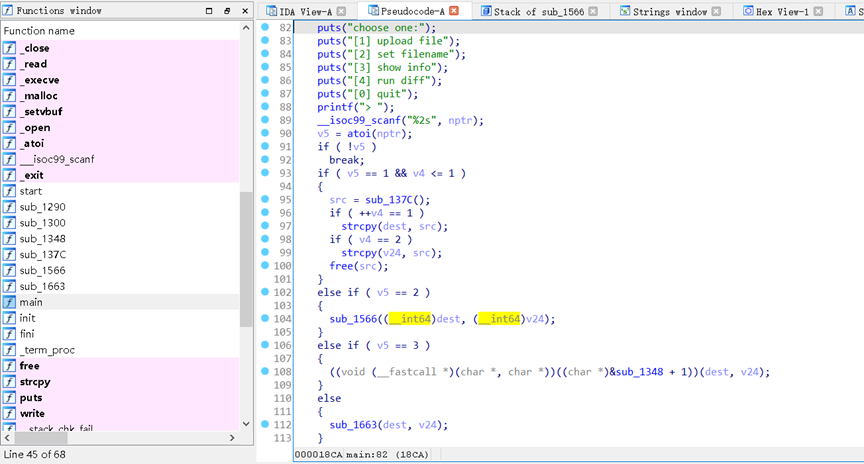 Functions window
IDA View-A
Pseudocode-A
Stack of sub_1566
Strings window
Hex View-1
Function name
_close
_read
_execve
_malloc
_setvbuf
_open
_atoi
__isoc99_scanf
_exit
start
sub_1290
sub_1300
sub_1348
sub_137C
sub_1566
sub_1663
main
init
fini
_term_proc
free
strcpy
puts
write
__stack_chk_fail
Line 45 of 68
82 puts("choose one:");
83 puts("[1] upload file");
84 puts("[2] set filename");
85 puts("[3] show info");
86 puts("[4] run diff");
87 puts("[0] quit");
88 printf("> ");
89 __isoc99_scanf("%2s", nptr);
90 v5 = atoi(nptr);
91 if ( !v5 )
92 break;
93 if ( v5 == 1 && v4 <= 1 )
94 {
95 src = sub_137C();
96 if ( ++v4 == 1 )
97 strcpy(dest, src);
98 if ( v4 == 2 )
99 strcpy(v24, src);
100 free(src);
101 }
102 else if ( v5 == 2 )
103 {
104 sub_1566((__int64)dest, (__int64)v24);
105 }
106 else if ( v5 == 3 )
107 {
108 ((void (__fastcall *)(char *, char *))((char *)&sub_1348 + 1))(dest, v24);
109 }
110 else
111 {
112 sub_1663(dest, v24);
113 }
000018CA main:82 (18CA)